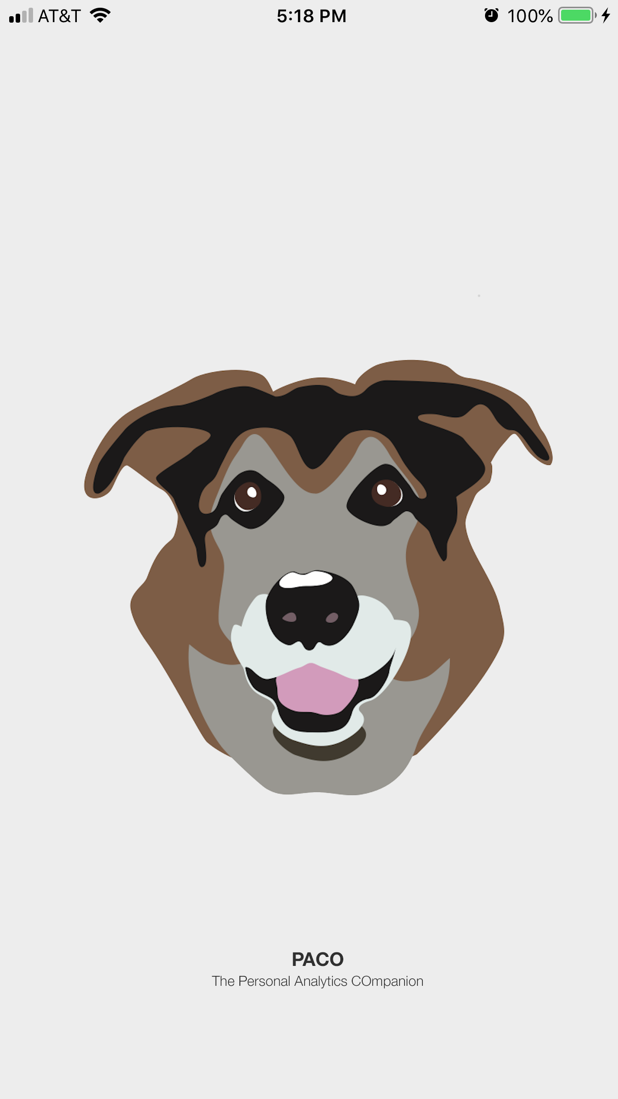 AT&T 5:18 PM 100%
PACO
The Personal Analytics COmpanion